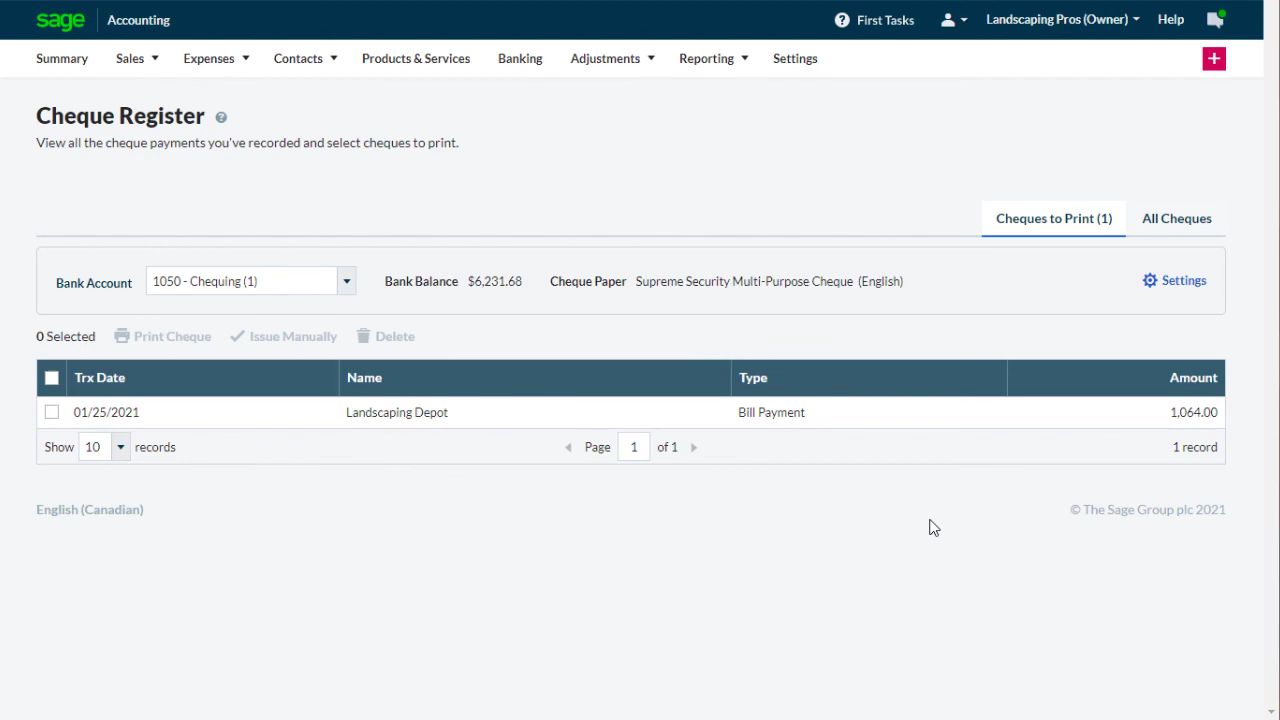 sage Accounting First Tasks Landscaping Pros (Owner) Help
Summary Sales Expenses Contacts Products & Services Banking Adjustments Reporting Settings
Cheque Register
View all the cheque payments you've recorded and select cheques to print.
Cheques to Print (1) All Cheques
Bank Account 1050 - Chequing (1) Bank Balance $6,231.68 Cheque Paper Supreme Security Multi-Purpose Cheque (English) Settings
0 Selected Print Cheque Issue Manually Delete
Trx Date Name Type Amount
01/25/2021 Landscaping Depot Bill Payment 1,064.00
Show 10 records Page 1 of 1 1 record
English (Canadian) © The Sage Group plc 2021